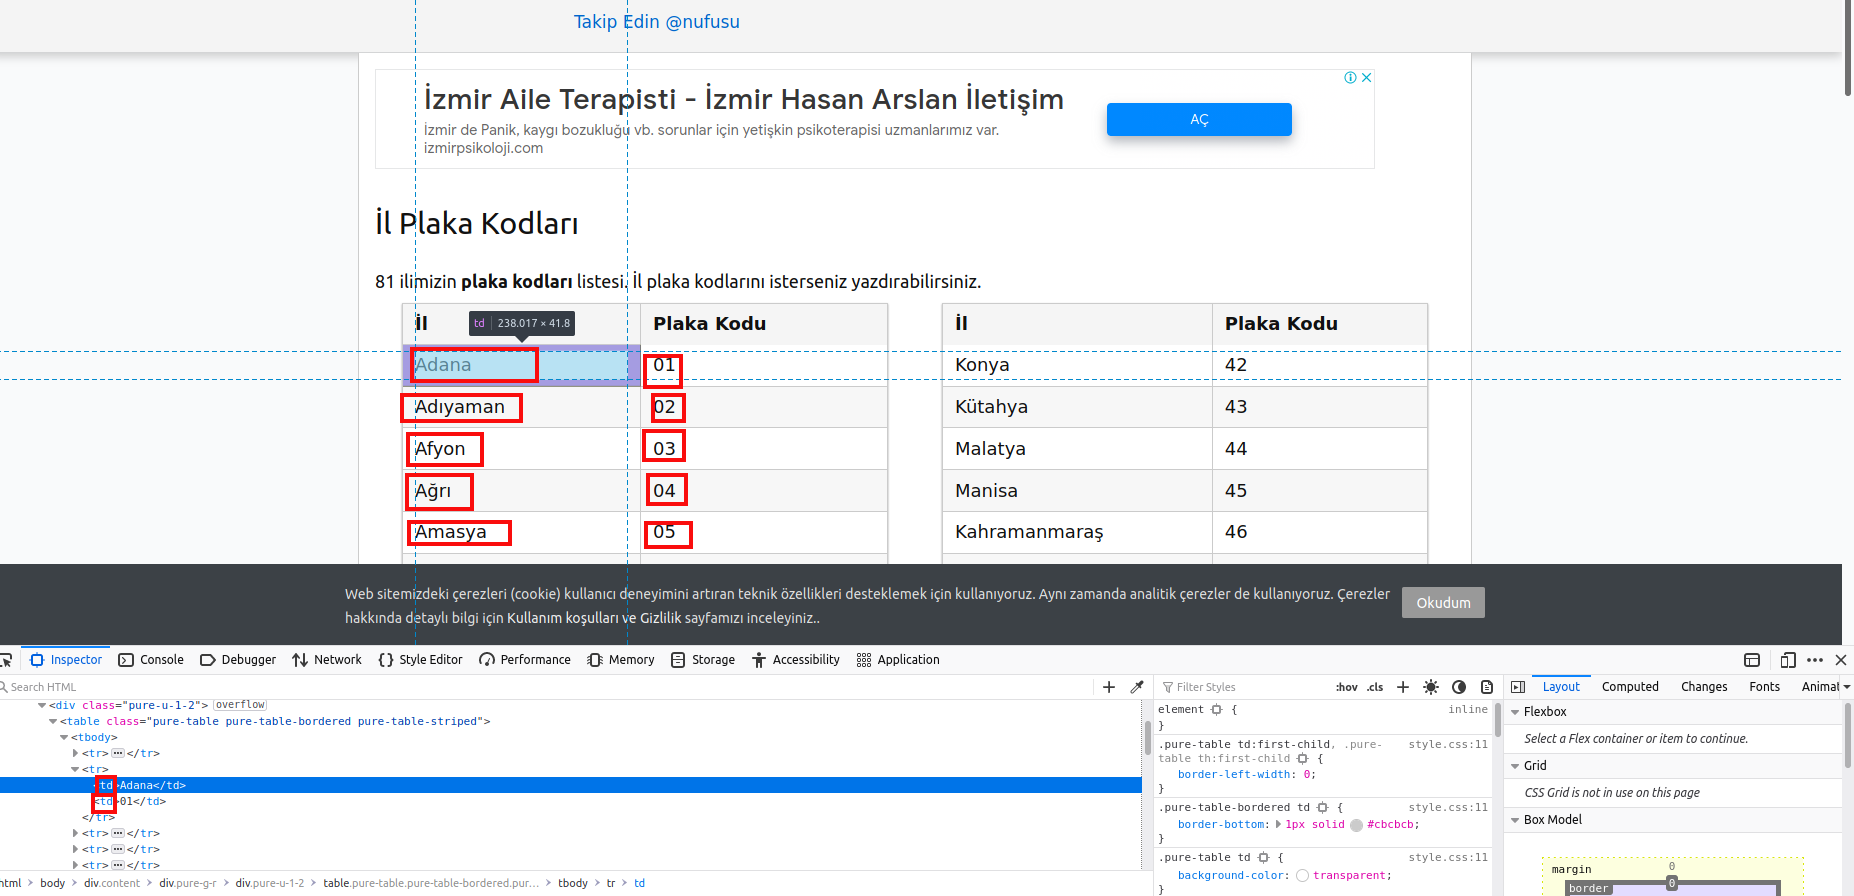 Takip Edin @nufusu
İzmir Aile Terapisti - İzmir Hasan Arslan İletişim
İzmir de Panik, kaygı bozukluğu vb. sorunlar için yetişkin psikoterapisi uzmanlarımız var.
izmirpsikoloji.com
AÇ
İl Plaka Kodları
81 ilimizin plaka kodları listesi. İl plaka kodlarını isterseniz yazdırabilirsiniz.
İl Plaka Kodu İl Plaka Kodu
td 238.017 × 41.8
Adana 01 Konya 42
Adıyaman 02 Kütahya 43
Afyon 03 Malatya 44
Ağrı 04 Manisa 45
Amasya 05 Kahramanmaraş 46
Web sitemizdeki çerezleri (cookie) kullanıcı deneyimini artıran teknik özellikleri desteklemek için kullanıyoruz. Aynı zamanda analitik çerezler de kullanıyoruz. Çerezler
hakkında detaylı bilgi için Kullanım koşulları ve Gizlilik sayfamızı inceleyiniz..
Okudum
Inspector Console Debugger Network Style Editor Performance Memory Storage Accessibility Application
Search HTML
<div class="pure-u-1-2"> overflow
<table class="pure-table pure-table-bordered pure-table-striped">
<tbody>
<tr> ••• </tr>
<tr>
<td>Adana</td>
<td>01</td>
</tr>
<tr> ••• </tr>
<tr> ••• </tr>
<tr> ••• </tr>
html > body > div.content > div.pure-g-r > div.pure-u-1-2 > table.pure-table.pure-table-bordered.pur… > tbody > tr > td
Filter Styles :hov .cls
element { inline
}
.pure-table td:first-child, .pure- style.css:11
table th:first-child {
border-left-width: 0;
}
.pure-table-bordered td { style.css:11
border-bottom: 1px solid #cbcbcb;
}
.pure-table td { style.css:11
background-color: transparent;
}
Layout Computed Changes Fonts Animat
Flexbox
Select a Flex container or item to continue.
Grid
CSS Grid is not in use on this page
Box Model
margin 0
border 0